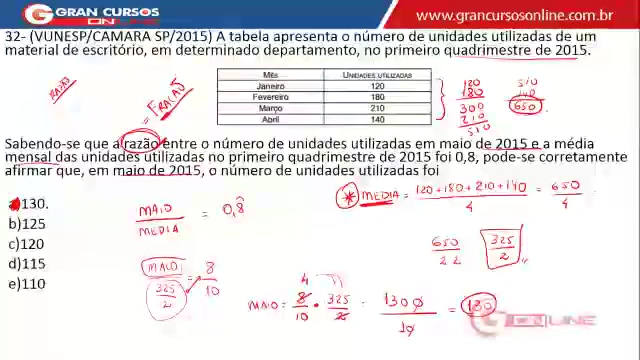 GRAN CURSOS
ONLINE
www.grancursosonline.com.br
32- (VUNESP/CAMARA SP/2015) A tabela apresenta o número de unidades utilizadas de um
material de escritório, em determinado departamento, no primeiro quadrimestre de 2015.
RAZÃO
= FRAÇÃO
MÊS UNIDADES UTILIZADAS
Janeiro 120
Fevereiro 180
Março 210
Abril 140
120
180
300
210
510
510
140
650
Sabendo-se que a razão entre o número de unidades utilizadas em maio de 2015 e a média
mensal das unidades utilizadas no primeiro quadrimestre de 2015 foi 0,8, pode-se corretamente
afirmar que, em maio de 2015, o número de unidades utilizadas foi
a)130.
b)125
c)120
d)115
e)110
MAIO / MEDIA = 0,8
* MEDIA = 120+180+210+140 / 4 = 650 / 4
650 / 2 2
325 / 2
MAIO / 325/2 = 8 / 10
MAIO = 8 / 10 • 325 / 2 = 1300 / 10 = 130
4